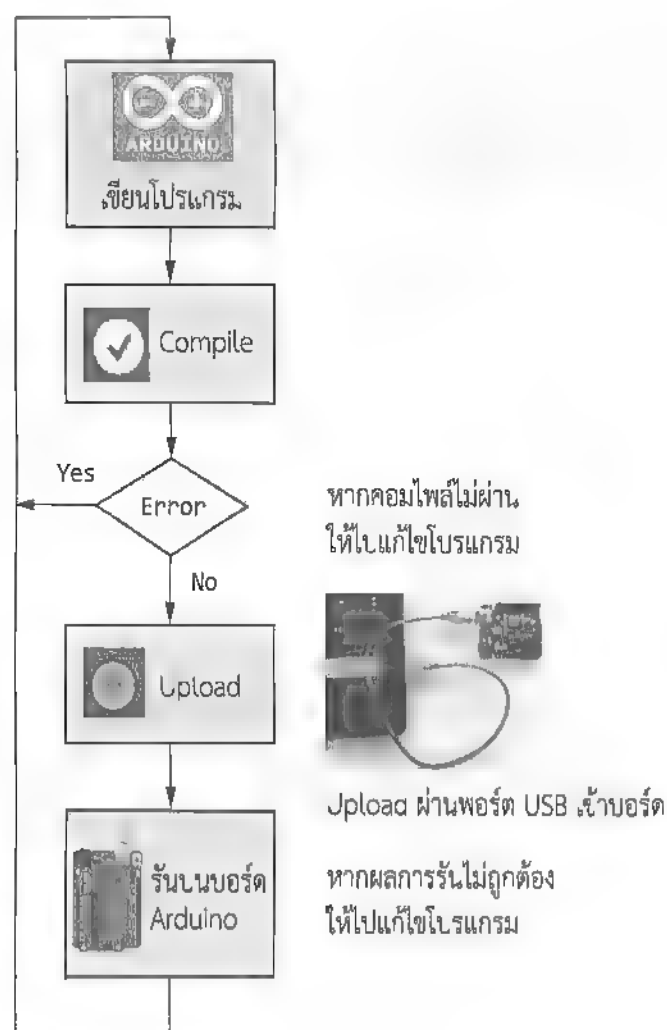 ARDUINO
เขียนโปรแกรม
Compile
Yes
Error
หากคอมไพล์ไม่ผ่าน
ให้ไปแก้ไขโปรแกรม
No
Upload
Upload ผ่านพอร์ต USB เข้าบอร์ด
รันบนบอร์ด
Arduino
หากผลการรันไม่ถูกต้อง
ให้ไปแก้ไขโปรแกรม